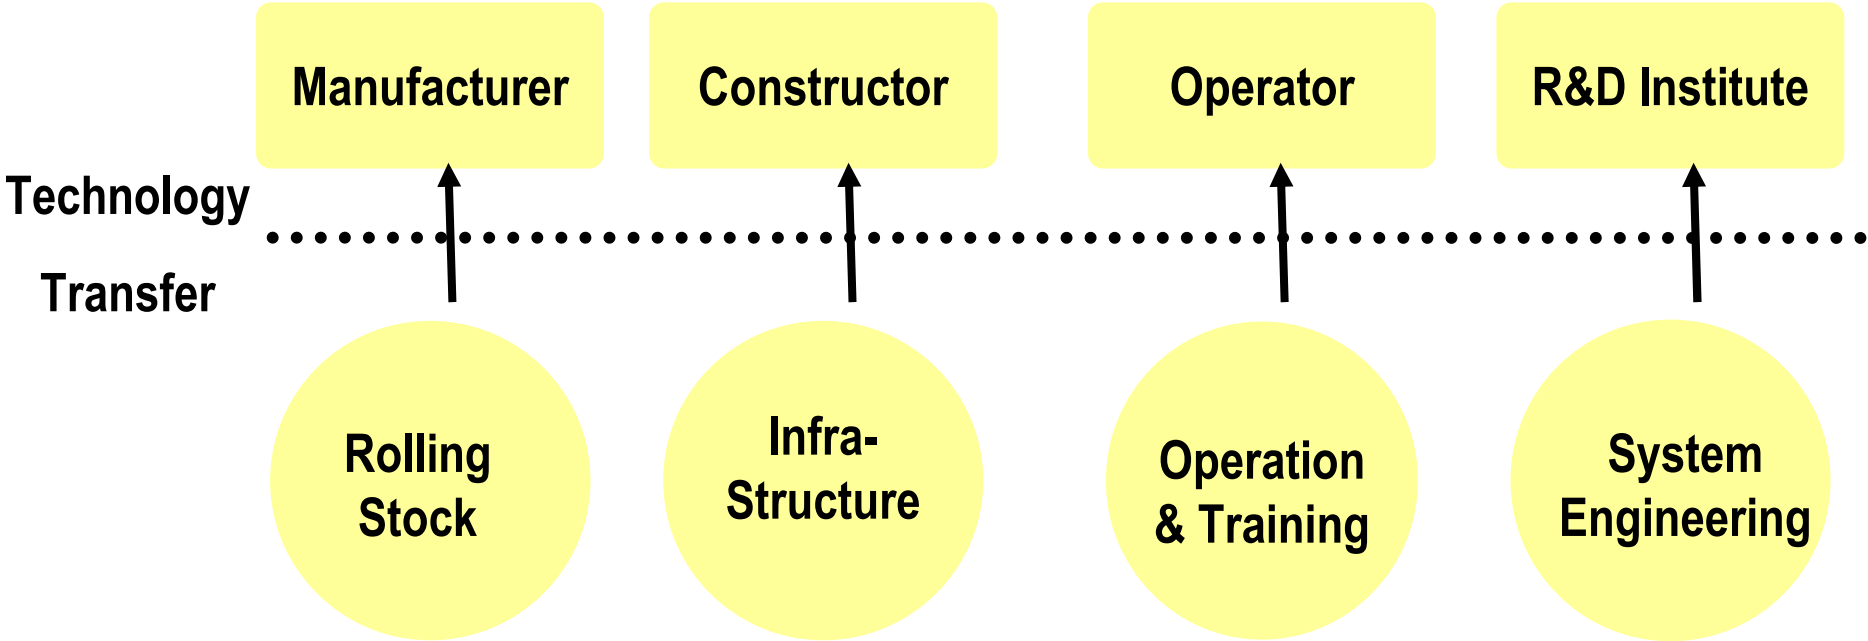 Manufacturer
Constructor
Operator
R&D Institute
Technology
Transfer
Rolling
Stock
Infra-
Structure
Operation
& Training
System
Engineering